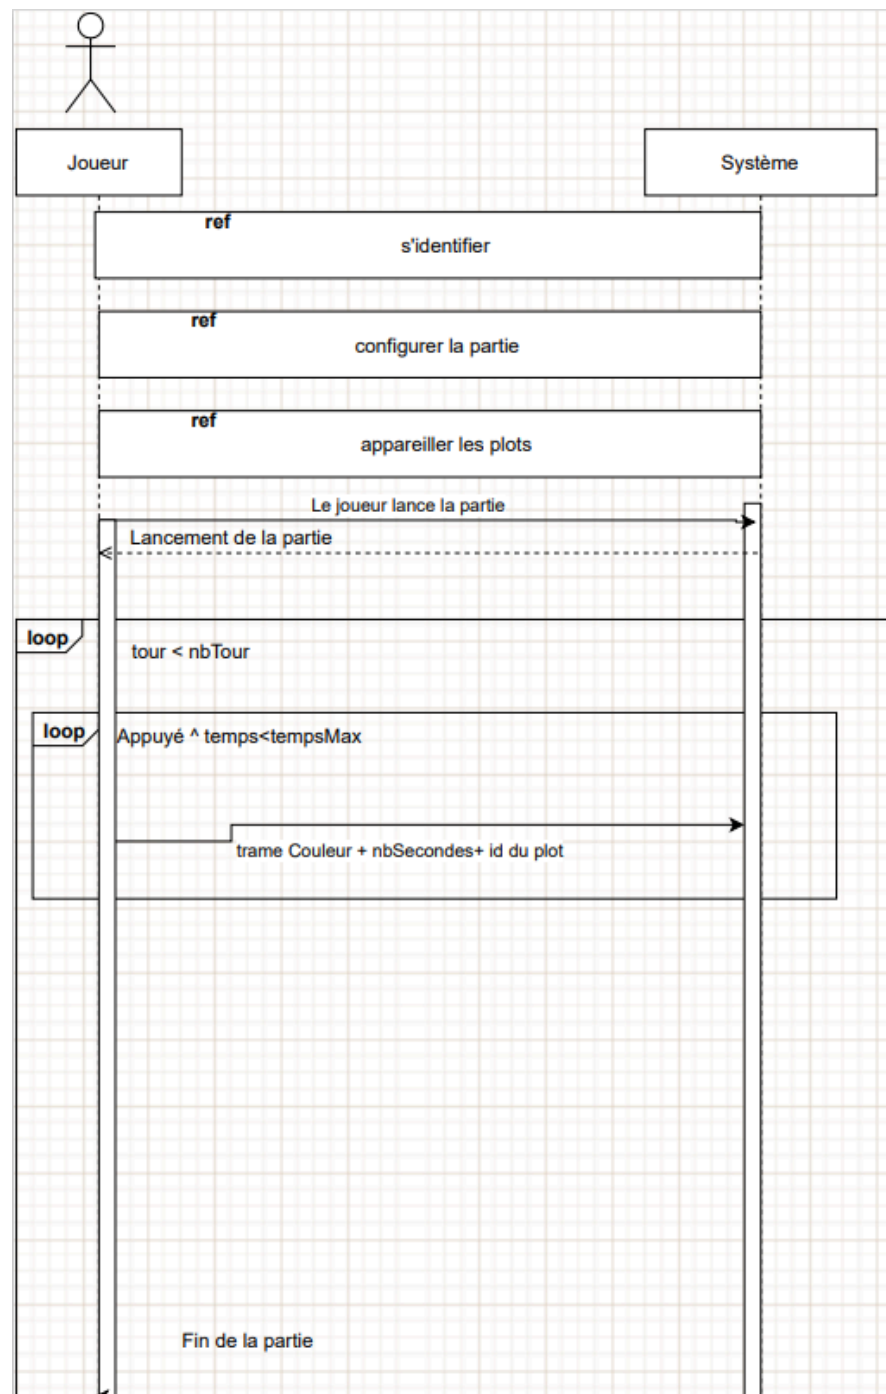 Joueur
Système
ref
s'identifier
ref
configurer la partie
ref
appareiller les plots
Le joueur lance la partie
Lancement de la partie
loop
tour < nbTour
loop
Appuyé ^ temps<tempsMax
trame Couleur + nbSecondes+ id du plot
Fin de la partie